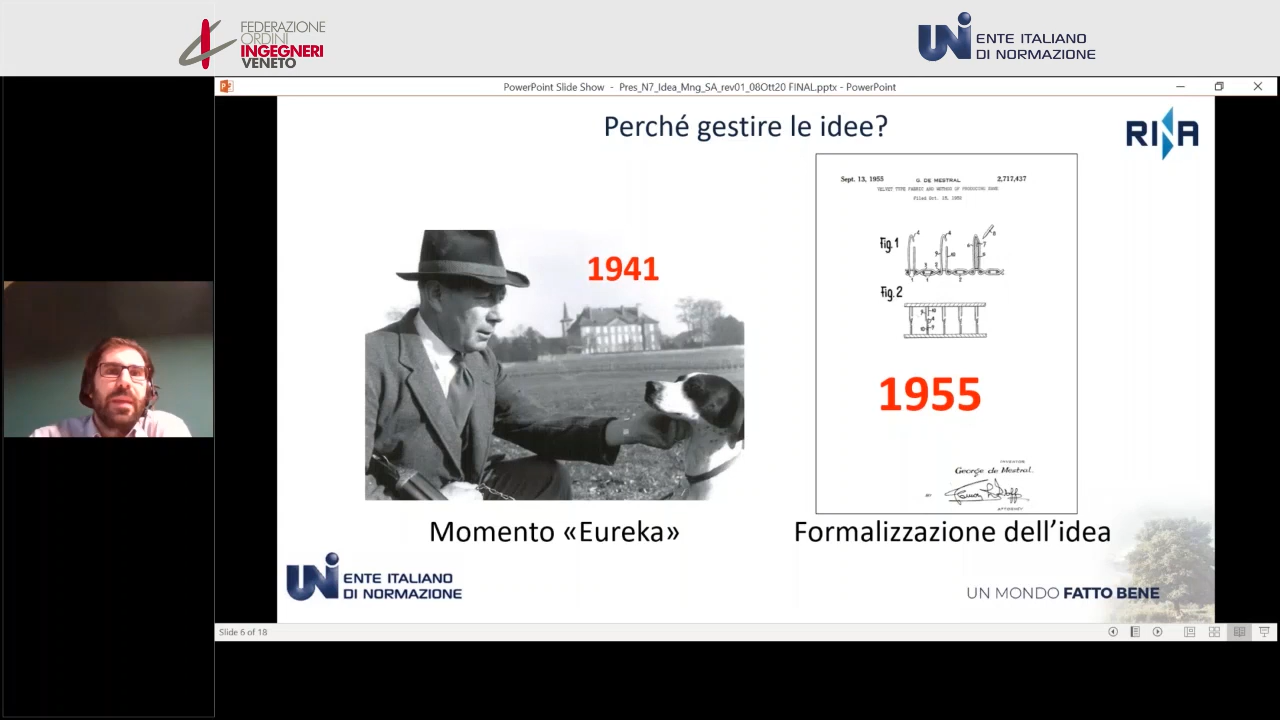 FEDERAZIONE
ORDINI
INGEGNERI
VENETO
UNI ENTE ITALIANO
DI NORMAZIONE
PowerPoint Slide Show - Pres_N7_Idea_Mng_SA_rev01_08Ott20 FINAL.pptx - PowerPoint
Perché gestire le idee?
RINA
1941
Momento «Eureka»
Sept. 13, 1955 G. DE MESTRAL 2,717,437
VELVET TYPE FABRIC AND METHOD OF PRODUCING SAME
Filed Oct. 15, 1952
Fig. 1
Fig. 2
1955
INVENTOR
George de Mestral.
BY
ATTORNEY
Formalizzazione dell’idea
UNI ENTE ITALIANO
DI NORMAZIONE
UN MONDO FATTO BENE
Slide 6 of 18